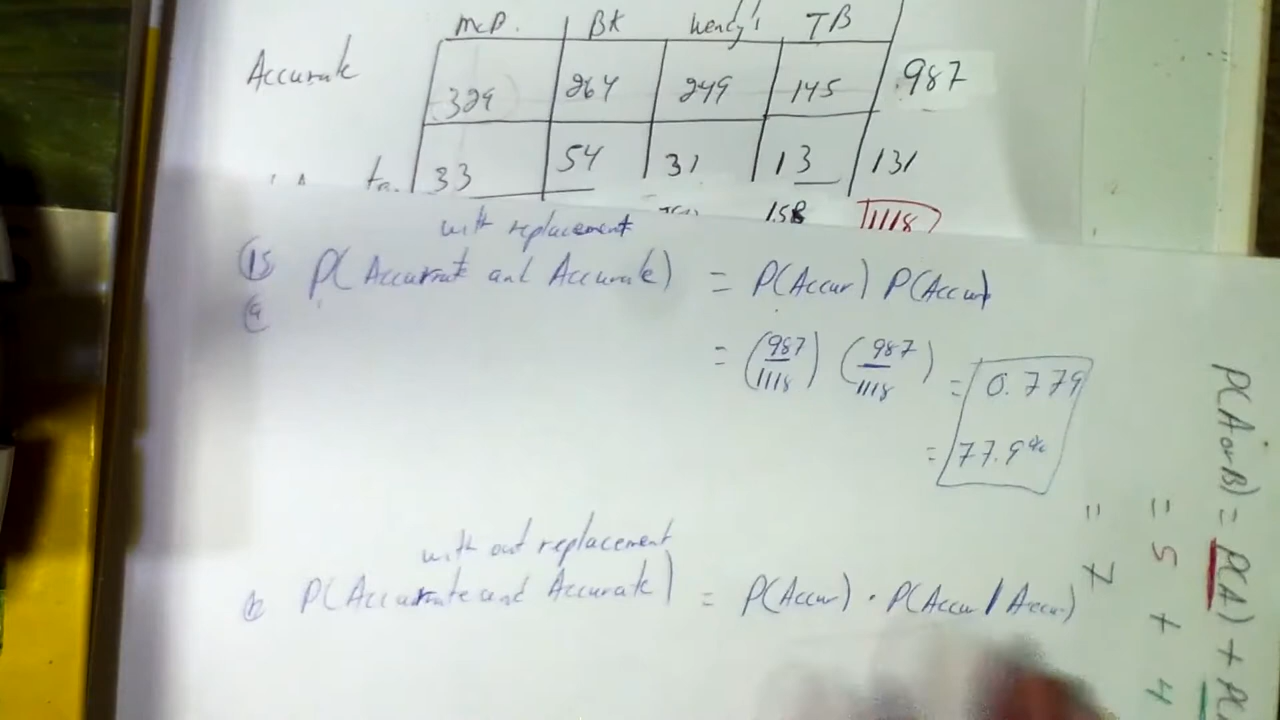 McD. BK Wendy's TB
Accurate 329 264 249 145 987
33 54 31 13 131
158 1118
with replacement
15 P(Accurate and Accurate) = P(Accur) P(Accur)
a
= (987/1118) (987/1118) = 0.779
= 77.9%
with out replacement
b P(Accurate and Accurate) = P(Accur) · P(Accur/Accur)
P(A or B) = P(A) +
= 5 + 4
= 7